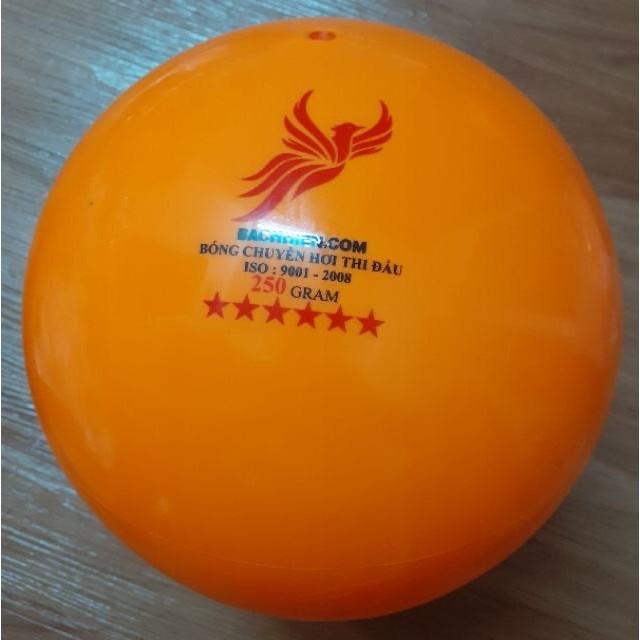 BÓNG CHUYỀN HƠI THI ĐẤU
ISO : 9001 - 2008
250 GRAM